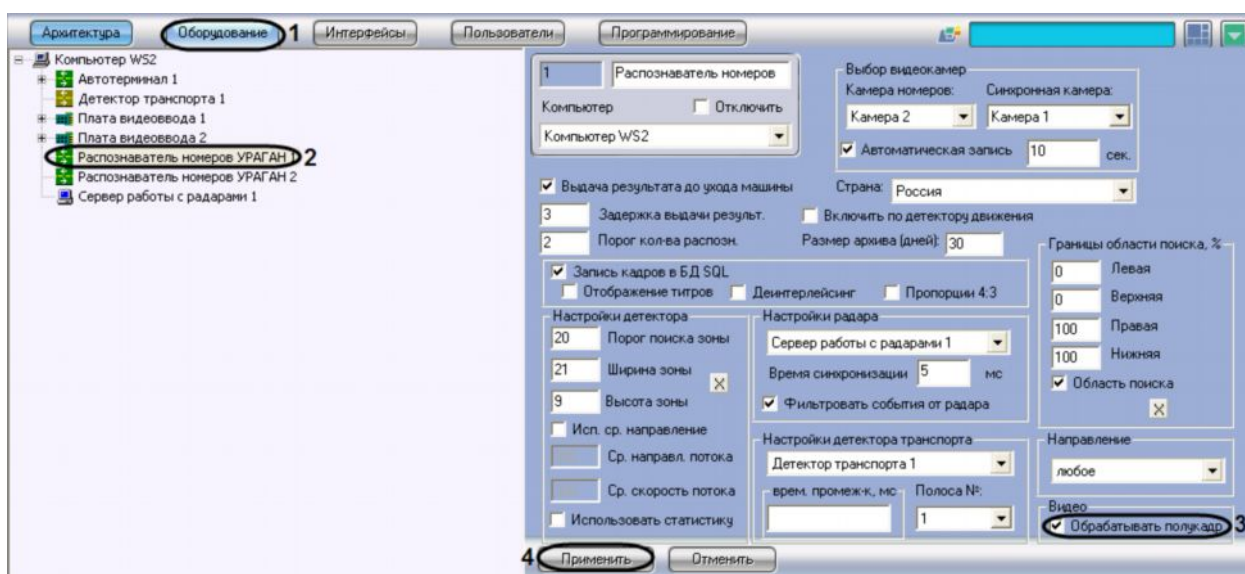 Архитектура Оборудование 1 Интерфейсы Пользователи Программирование
Компьютер WS2
Автотерминал 1
Детектор транспорта 1
Плата видеоввода 1
Плата видеоввода 2
Распознаватель номеров УРАГАН 1 2
Распознаватель номеров УРАГАН 2
Сервер работы с радарами 1
1 Распознаватель номеров
Компьютер Отключить
Компьютер WS2
Выбор видеокамер
Камера номеров: Синхронная камера:
Камера 2 Камера 1
Автоматическая запись 10 сек.
Выдача результата до ухода машины
Страна: Россия
3 Задержка выдачи результ.
Включить по детектору движения
2 Порог кол-ва распозн.
Размер архива (дней): 30
Запись кадров в БД SQL
Отображение титров Деинтерлейсинг Пропорции 4:3
Настройки детектора
20 Порог поиска зоны
21 Ширина зоны
9 Высота зоны
X
Исп. ср. направление
Ср. направл. потока
Ср. скорость потока
Использовать статистику
Настройки радара
Сервер работы с радарами 1
Время синхронизации 5 мс
Фильтровать события от радара
Настройки детектора транспорта
Детектор транспорта 1
врем. промеж-к, мс Полоса №:
1
Границы области поиска, %
0 Левая
0 Верхняя
100 Правая
100 Нижняя
Область поиска
X
Направление
любое
Видео
Обрабатывать полукадр 3
4 Применить Отменить